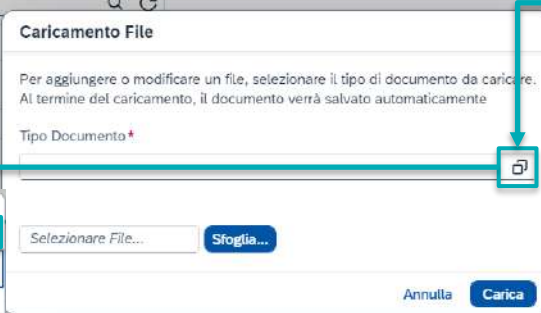 Caricamento File
Per aggiungere o modificare un file, selezionare il tipo di documento da caricare.
Al termine del caricamento, il documento verrà salvato automaticamente
Tipo Documento*
Selezionare File... Sfoglia...
Annulla Carica